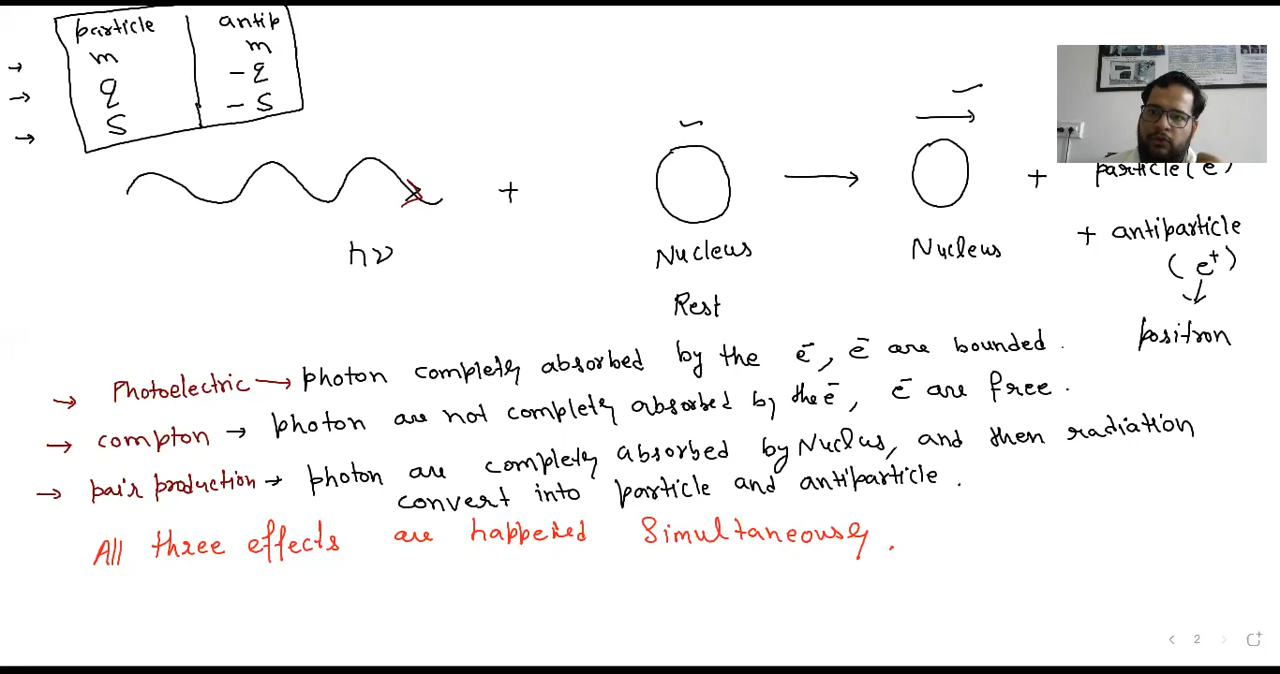 particle antip
m m
q -q
S -S
+ → + particle (e)
hν Nucleus Nucleus + antiparticle
(e⁺)
Rest
positron
→ Photoelectric → photon completely absorbed by the e⁻, e⁻ are bounded.
→ compton → photon are not completely absorbed by the e⁻, e⁻ are free.
→ pair production → photon are completely absorbed by Nuclus, and then radiation
convert into particle and antiparticle.
All three effects are happened Simultaneously.
< 2 >